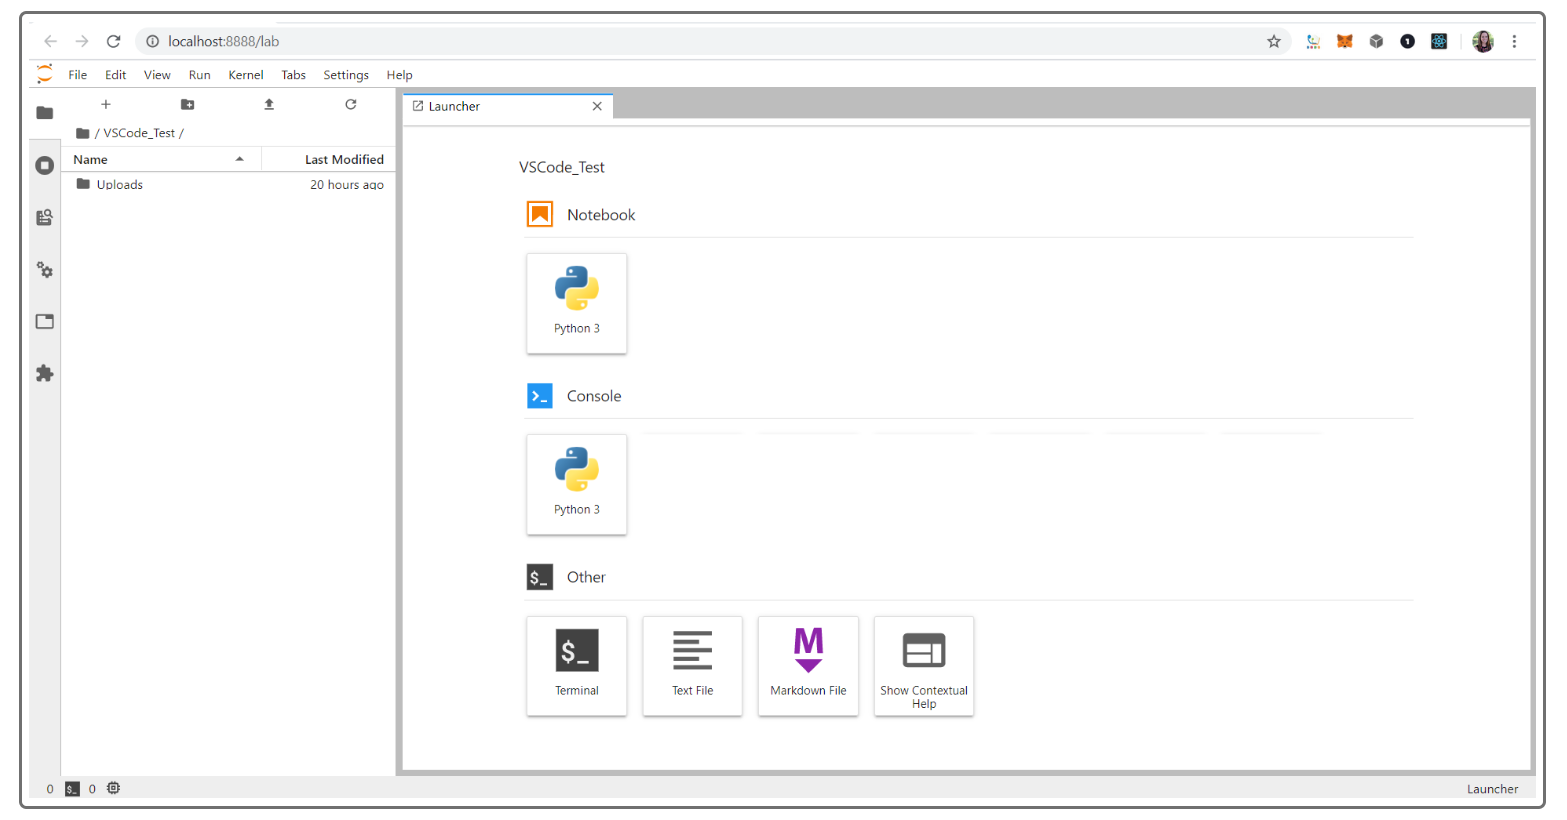 localhost:8888/lab
File Edit View Run Kernel Tabs Settings Help
Launcher
/ VSCode_Test /
Name Last Modified
Uploads 20 hours ago
VSCode_Test
Notebook
Python 3
>_ Console
Python 3
$_ Other
$_
Terminal Text File Markdown File Show Contextual
Help
0 $_ 0 Launcher